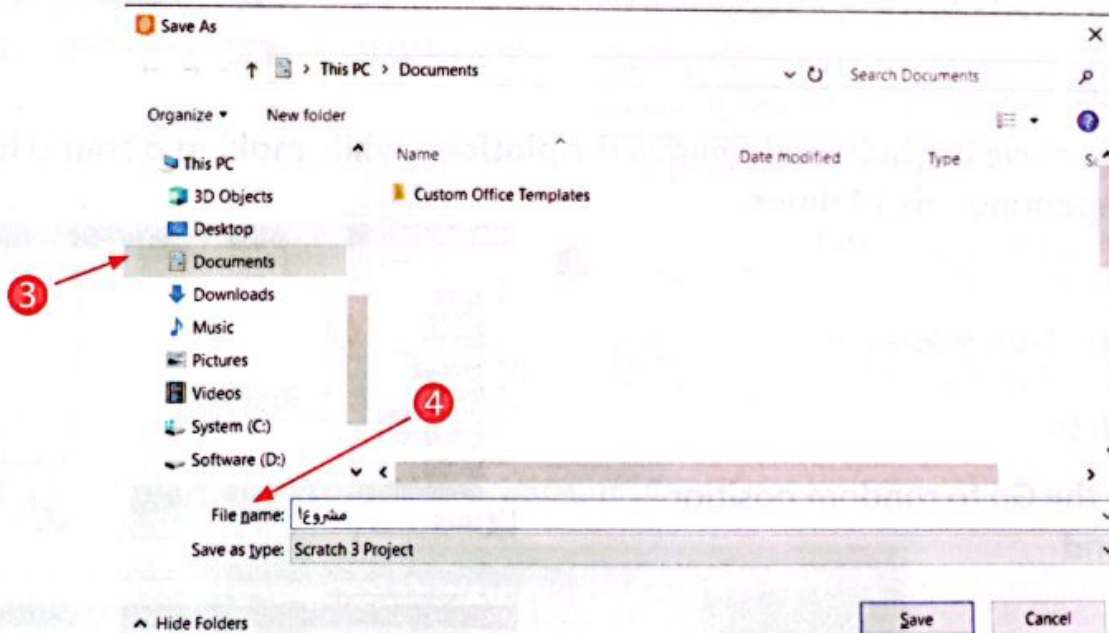 Save As
This PC > Documents
Search Documents
Organize
New folder
This PC
Name
Date modified
Type
3D Objects
Custom Office Templates
Desktop
Documents
3
Downloads
Music
Pictures
Videos
4
System (C:)
Software (D:)
File name: مشروع1
Save as type: Scratch 3 Project
Hide Folders
Save
Cancel